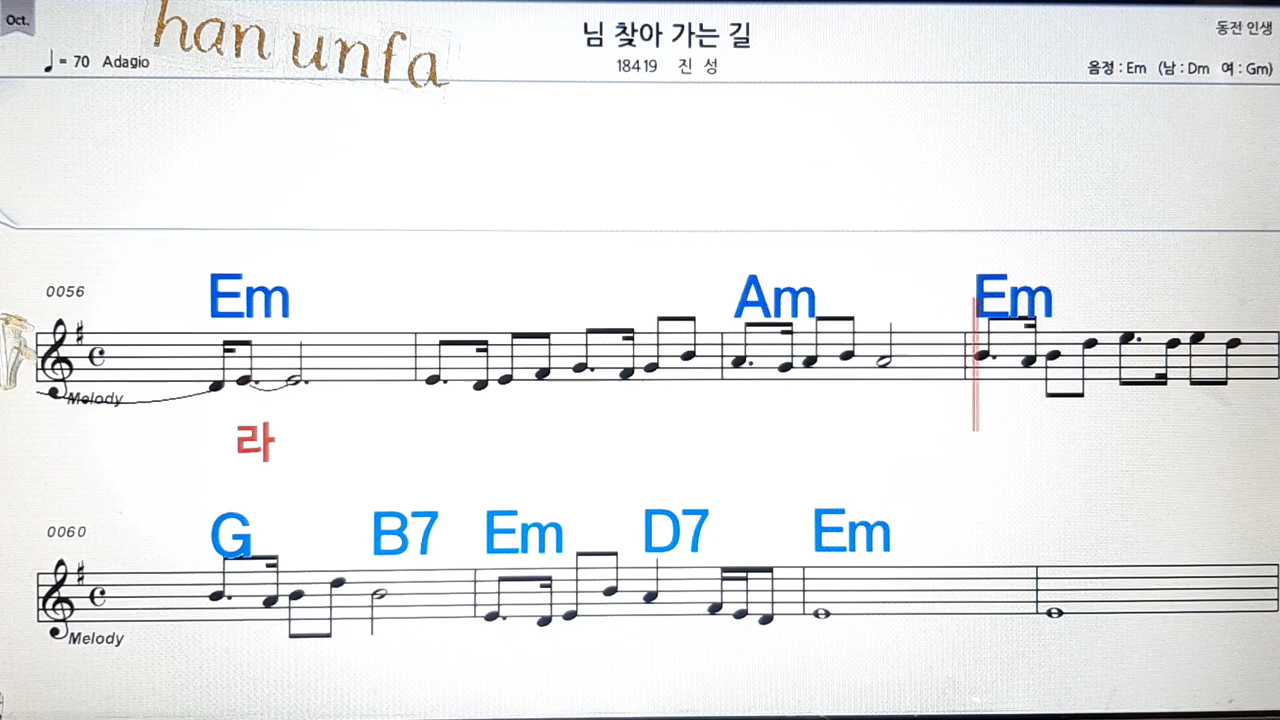 Oct.
han unfa
님 찾아 가는 길
동전 인생
♩= 70 Adagio
18419 진 성
음정 : Em (남 : Dm 여 : Gm)
0056
Em Am Em
Melody
라
0060
G B7 Em D7 Em
Melody